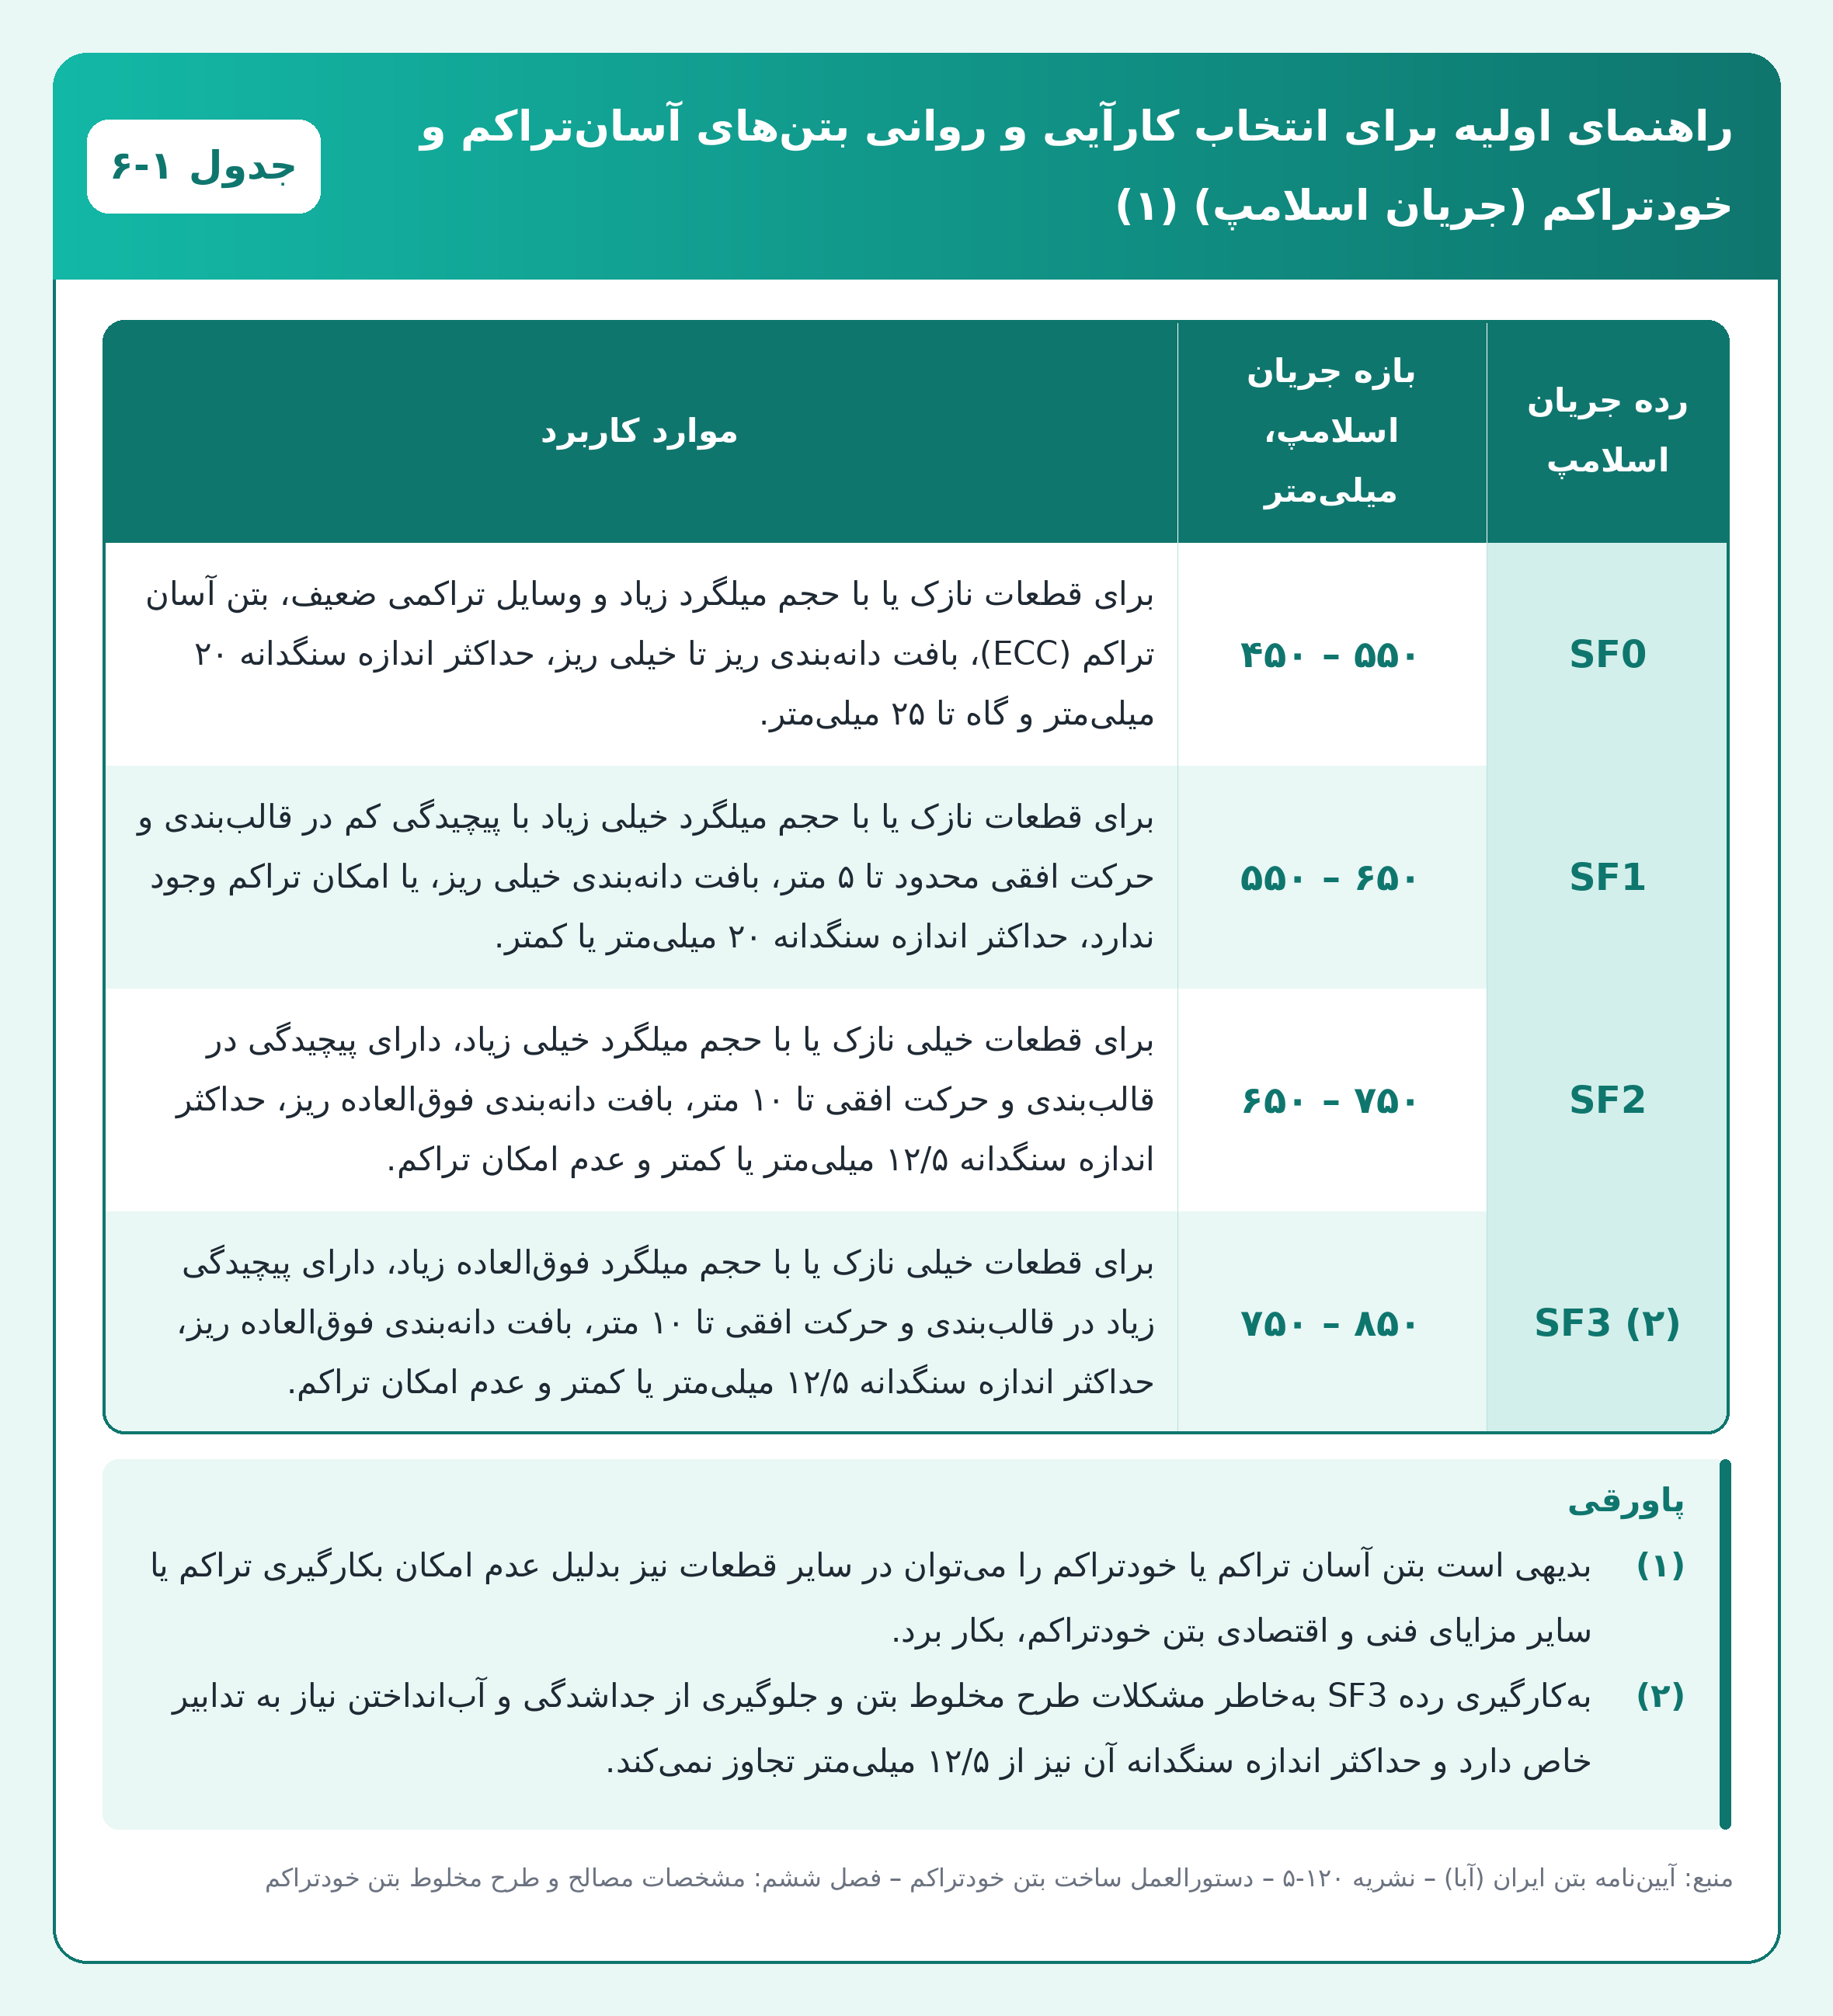 راهنمای اولیه برای انتخاب کارآیی و روانی بتن‌های آسان‌تراکم و
خودتراکم (جریان اسلامپ) (۱)
جدول ۱-۶
رده جریان
اسلامپ
بازه جریان
اسلامپ،
میلی‌متر
موارد کاربرد
SF0
۵۵۰ – ۴۵۰
برای قطعات نازک یا با حجم میلگرد زیاد و وسایل تراکمی ضعیف، بتن آسان
تراکم (ECC)، بافت دانه‌بندی ریز تا خیلی ریز، حداکثر اندازه سنگدانه ۲۰
میلی‌متر و گاه تا ۲۵ میلی‌متر.
SF1
۶۵۰ – ۵۵۰
برای قطعات نازک یا با حجم میلگرد خیلی زیاد با پیچیدگی کم در قالب‌بندی و
حرکت افقی محدود تا ۵ متر، بافت دانه‌بندی خیلی ریز، یا امکان تراکم وجود
ندارد، حداکثر اندازه سنگدانه ۲۰ میلی‌متر یا کمتر.
SF2
۷۵۰ – ۶۵۰
برای قطعات خیلی نازک یا با حجم میلگرد خیلی زیاد، دارای پیچیدگی در
قالب‌بندی و حرکت افقی تا ۱۰ متر، بافت دانه‌بندی فوق‌العاده ریز، حداکثر
اندازه سنگدانه ۱۲/۵ میلی‌متر یا کمتر و عدم امکان تراکم.
SF3 (۲)
۸۵۰ – ۷۵۰
برای قطعات خیلی نازک یا با حجم میلگرد فوق‌العاده زیاد، دارای پیچیدگی
زیاد در قالب‌بندی و حرکت افقی تا ۱۰ متر، بافت دانه‌بندی فوق‌العاده ریز،
حداکثر اندازه سنگدانه ۱۲/۵ میلی‌متر یا کمتر و عدم امکان تراکم.
پاورقی
(۱) بدیهی است بتن آسان تراکم یا خودتراکم را می‌توان در سایر قطعات نیز بدلیل عدم امکان بکارگیری تراکم یا
سایر مزایای فنی و اقتصادی بتن خودتراکم، بکار برد.
(۲) به‌کارگیری رده SF3 به‌خاطر مشکلات طرح مخلوط بتن و جلوگیری از جداشدگی و آب‌انداختن نیاز به تدابیر
خاص دارد و حداکثر اندازه سنگدانه آن نیز از ۱۲/۵ میلی‌متر تجاوز نمی‌کند.
منبع: آیین‌نامه بتن ایران (آبا) – نشریه ۱۲۰-۵ – دستورالعمل ساخت بتن خودتراکم – فصل ششم: مشخصات مصالح و طرح مخلوط بتن خودتراکم